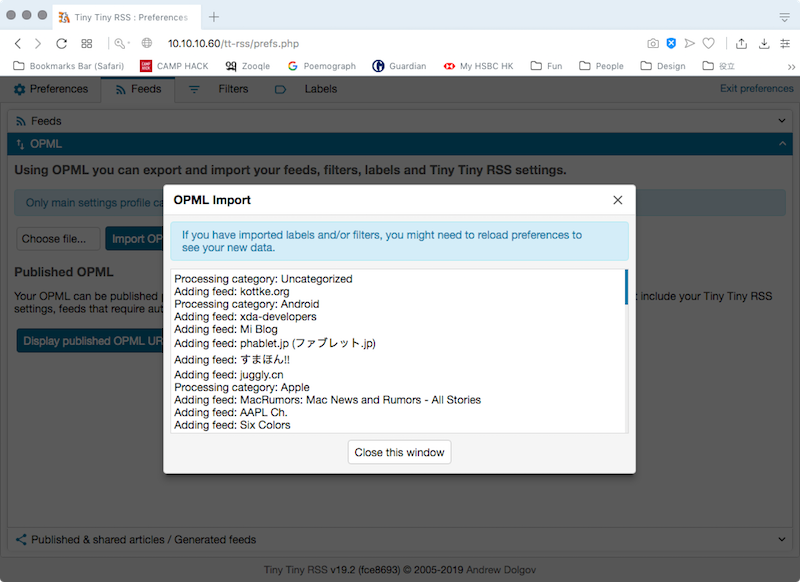 Tiny Tiny RSS : Preferences
10.10.10.60/tt-rss/prefs.php
Bookmarks Bar (Safari) CAMP HACK Zooqle Poemograph Guardian My HSBC HK Fun People Design 役立
Preferences Feeds Filters Labels Exit preferences
Feeds
OPML
Using OPML you can export and import your feeds, filters, labels and Tiny Tiny RSS settings.
Only main settings profile ca
Choose file... Import OP
Published OPML
Your OPML can be published include your Tiny Tiny RSS
settings, feeds that require aut
Display published OPML UR
OPML Import
If you have imported labels and/or filters, you might need to reload preferences to
see your new data.
Processing category: Uncategorized
Adding feed: kottke.org
Processing category: Android
Adding feed: xda-developers
Adding feed: Mi Blog
Adding feed: phablet.jp (ファブレット.jp)
Adding feed: すまほん!!
Adding feed: juggly.cn
Processing category: Apple
Adding feed: MacRumors: Mac News and Rumors - All Stories
Adding feed: AAPL Ch.
Adding feed: Six Colors
Close this window
Published & shared articles / Generated feeds
Tiny Tiny RSS v19.2 (fce8693) © 2005-2019 Andrew Dolgov